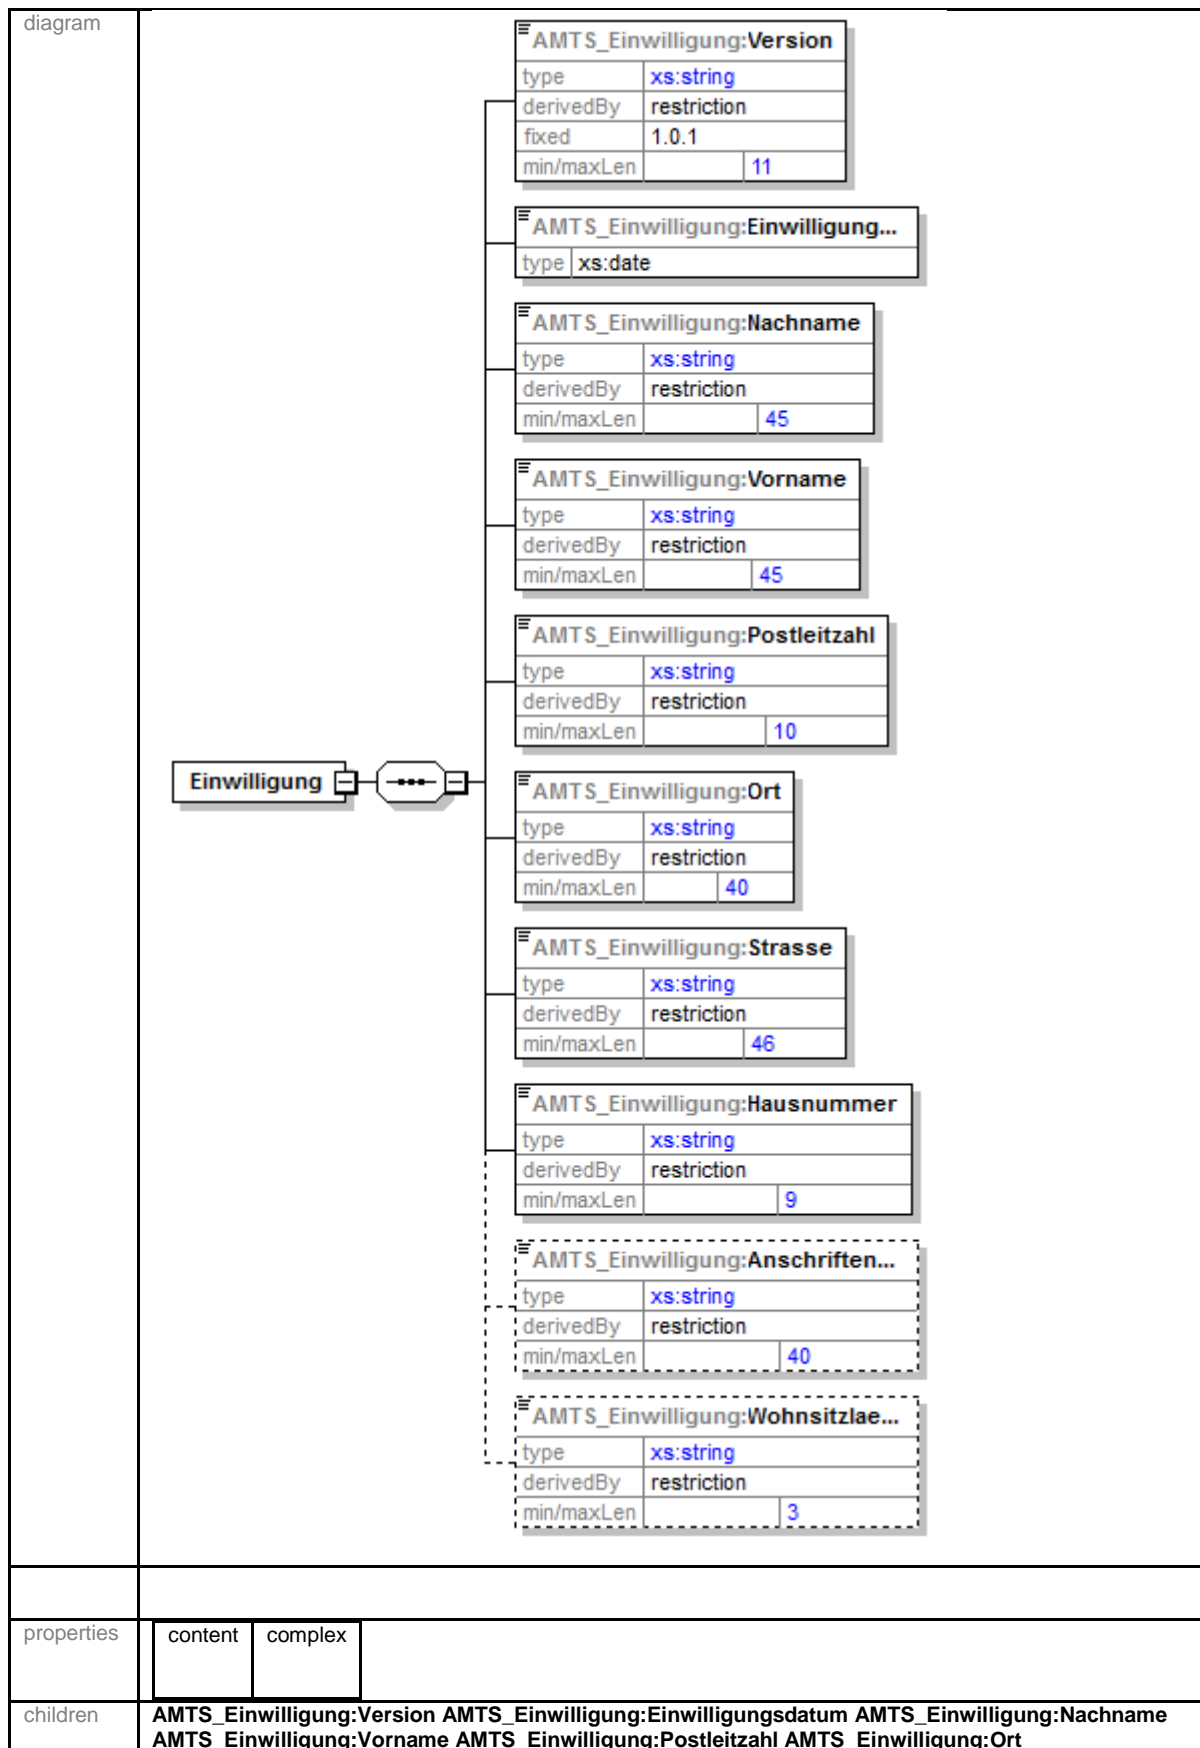 diagram
AMTS_Einwilligung:Version
type xs:string
derivedBy restriction
fixed 1.0.1
min/maxLen 11
AMTS_Einwilligung:Einwilligung...
type xs:date
AMTS_Einwilligung:Nachname
type xs:string
derivedBy restriction
min/maxLen 45
AMTS_Einwilligung:Vorname
type xs:string
derivedBy restriction
min/maxLen 45
AMTS_Einwilligung:Postleitzahl
type xs:string
derivedBy restriction
min/maxLen 10
Einwilligung
AMTS_Einwilligung:Ort
type xs:string
derivedBy restriction
min/maxLen 40
AMTS_Einwilligung:Strasse
type xs:string
derivedBy restriction
min/maxLen 46
AMTS_Einwilligung:Hausnummer
type xs:string
derivedBy restriction
min/maxLen 9
AMTS_Einwilligung:Anschriften...
type xs:string
derivedBy restriction
min/maxLen 40
AMTS_Einwilligung:Wohnsitzlae...
type xs:string
derivedBy restriction
min/maxLen 3
properties content complex
children AMTS_Einwilligung:Version AMTS_Einwilligung:Einwilligungsdatum AMTS_Einwilligung:Nachname
AMTS_Einwilligung:Vorname AMTS_Einwilligung:Postleitzahl AMTS_Einwilligung:Ort